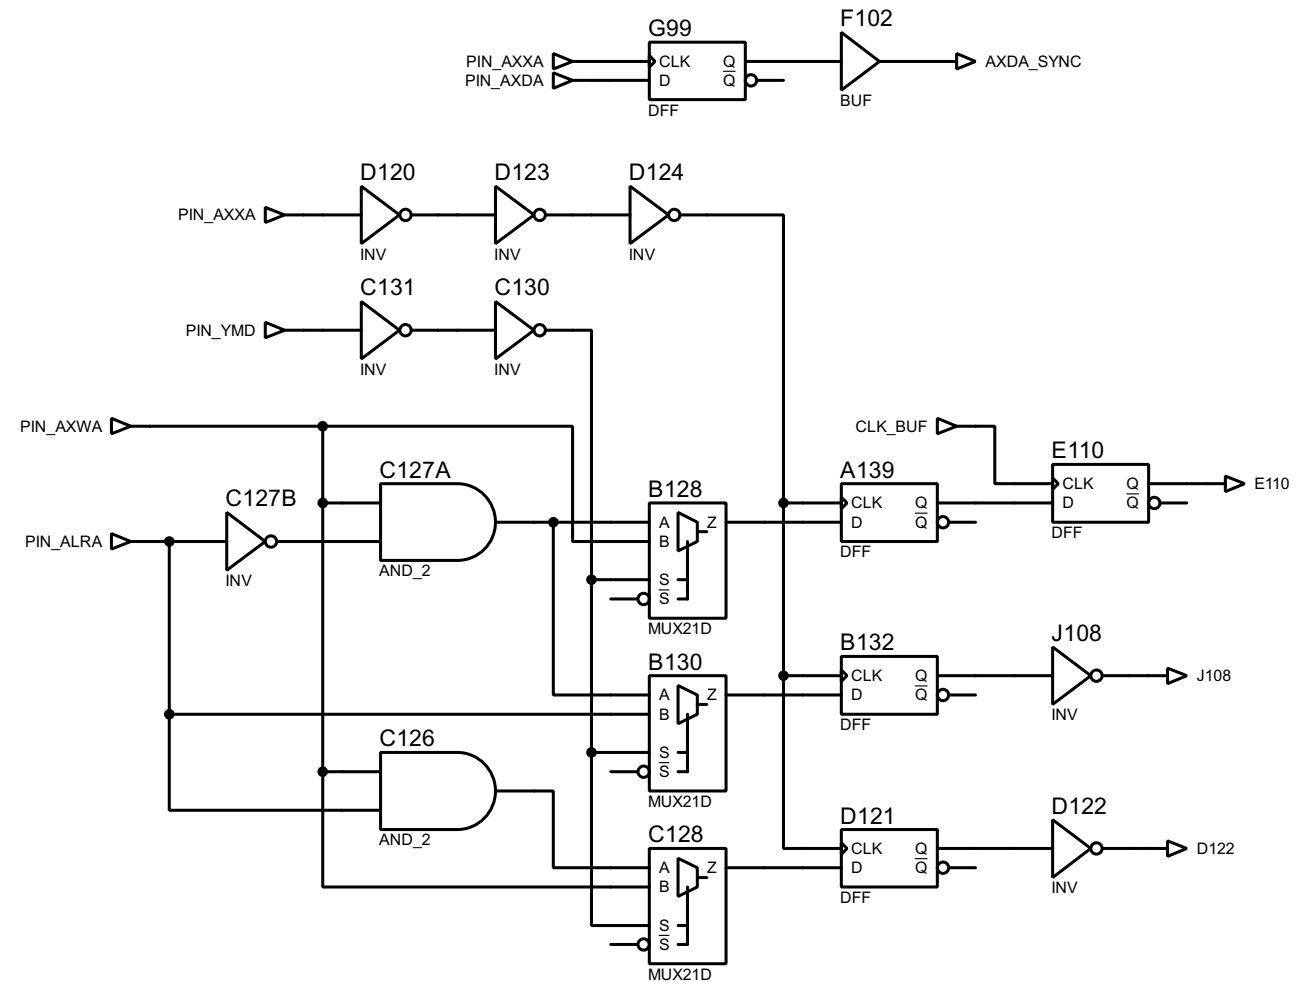 G99
F102
PIN_AXXA
CLK
Q
AXDA_SYNC
PIN_AXDA
D
Q
DFF
BUF
D120
D123
D124
PIN_AXXA
INV
INV
INV
C131
C130
PIN_YMD
INV
INV
PIN_AXWA
CLK_BUF
C127A
A139
E110
C127B
B128
CLK
Q
E110
D
Q
CLK
Q
A
Z
D
Q
DFF
PIN_ALRA
B
DFF
AND_2
INV
S
S
MUX21D
B130
B132
J108
CLK
Q
J108
A
Z
D
Q
B
DFF
INV
C126
S
S
MUX21D
AND_2
C128
D121
D122
CLK
Q
D122
A
Z
D
Q
B
DFF
INV
S
S
MUX21D